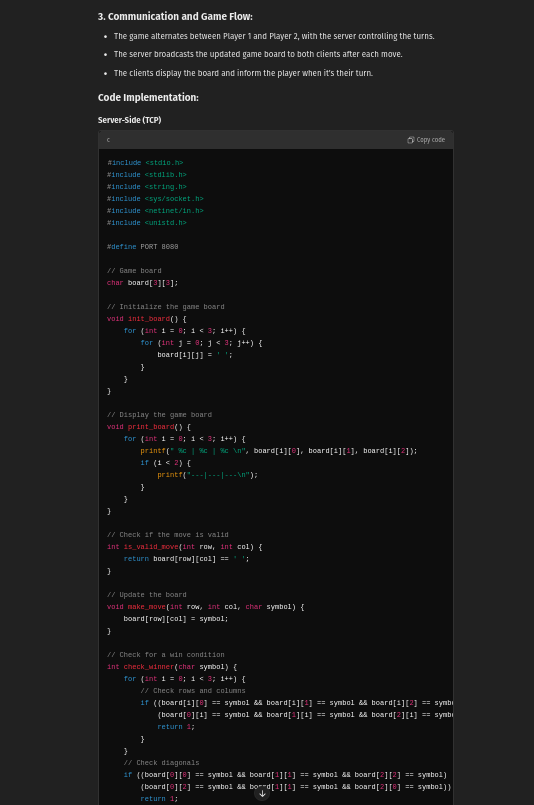 3. Communication and Game Flow:
• The game alternates between Player 1 and Player 2, with the server controlling the turns.
• The server broadcasts the updated game board to both clients after each move.
• The clients display the board and inform the player when it's their turn.
Code Implementation:
Server-Side (TCP)
c Copy code
#include <stdio.h>
#include <stdlib.h>
#include <string.h>
#include <sys/socket.h>
#include <netinet/in.h>
#include <unistd.h>
#define PORT 8080
// Game board
char board[3][3];
// Initialize the game board
void init_board() {
for (int i = 0; i < 3; i++) {
for (int j = 0; j < 3; j++) {
board[i][j] = ' ';
}
}
}
// Display the game board
void print_board() {
for (int i = 0; i < 3; i++) {
printf(" %c | %c | %c \n", board[i][0], board[i][1], board[i][2]);
if (i < 2) {
printf("---|---|---\n");
}
}
}
// Check if the move is valid
int is_valid_move(int row, int col) {
return board[row][col] == ' ';
}
// Update the board
void make_move(int row, int col, char symbol) {
board[row][col] = symbol;
}
// Check for a win condition
int check_winner(char symbol) {
for (int i = 0; i < 3; i++) {
// Check rows and columns
if ((board[i][0] == symbol && board[i][1] == symbol && board[i][2] == symb
(board[0][i] == symbol && board[1][i] == symbol && board[2][i] == symb
return 1;
}
}
// Check diagonals
if ((board[0][0] == symbol && board[1][1] == symbol && board[2][2] == symbol)
(board[0][2] == symbol && board[1][1] == symbol && board[2][0] == symbol))
return 1;